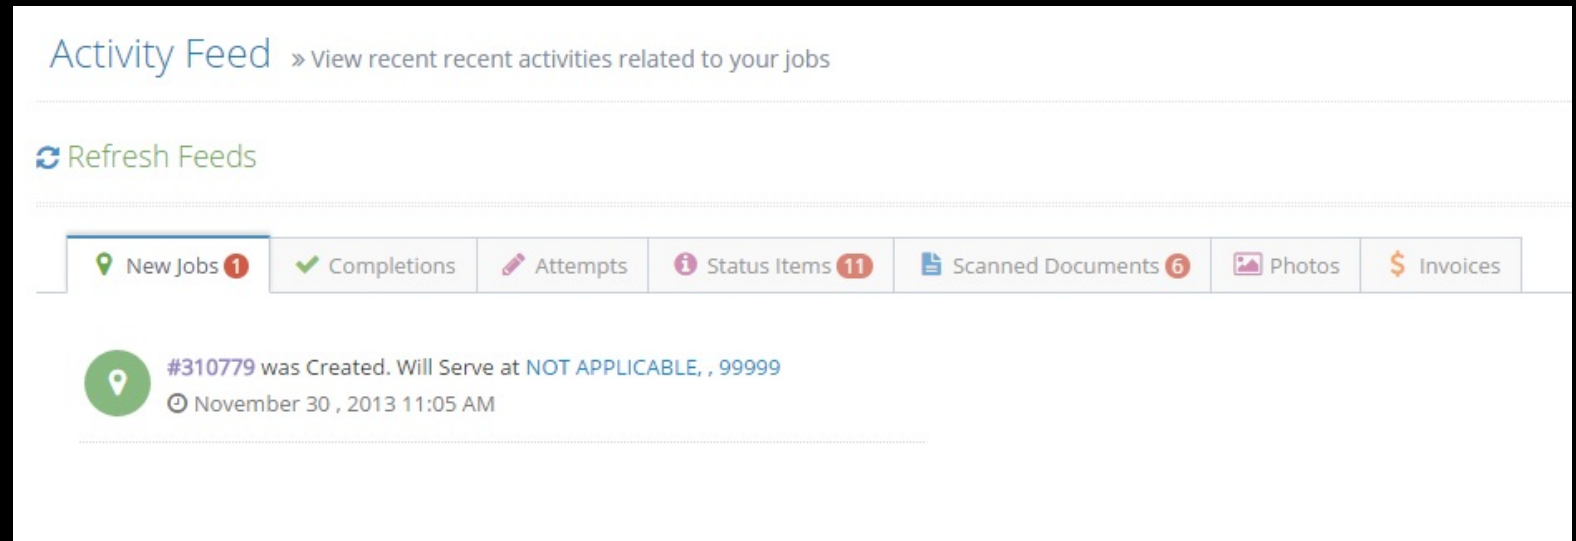 Activity Feed » View recent recent activities related to your jobs
Refresh Feeds
New Jobs 1 Completions Attempts Status Items 11 Scanned Documents 6 Photos $ Invoices
#310779 was Created. Will Serve at NOT APPLICABLE, , 99999
November 30 , 2013 11:05 AM